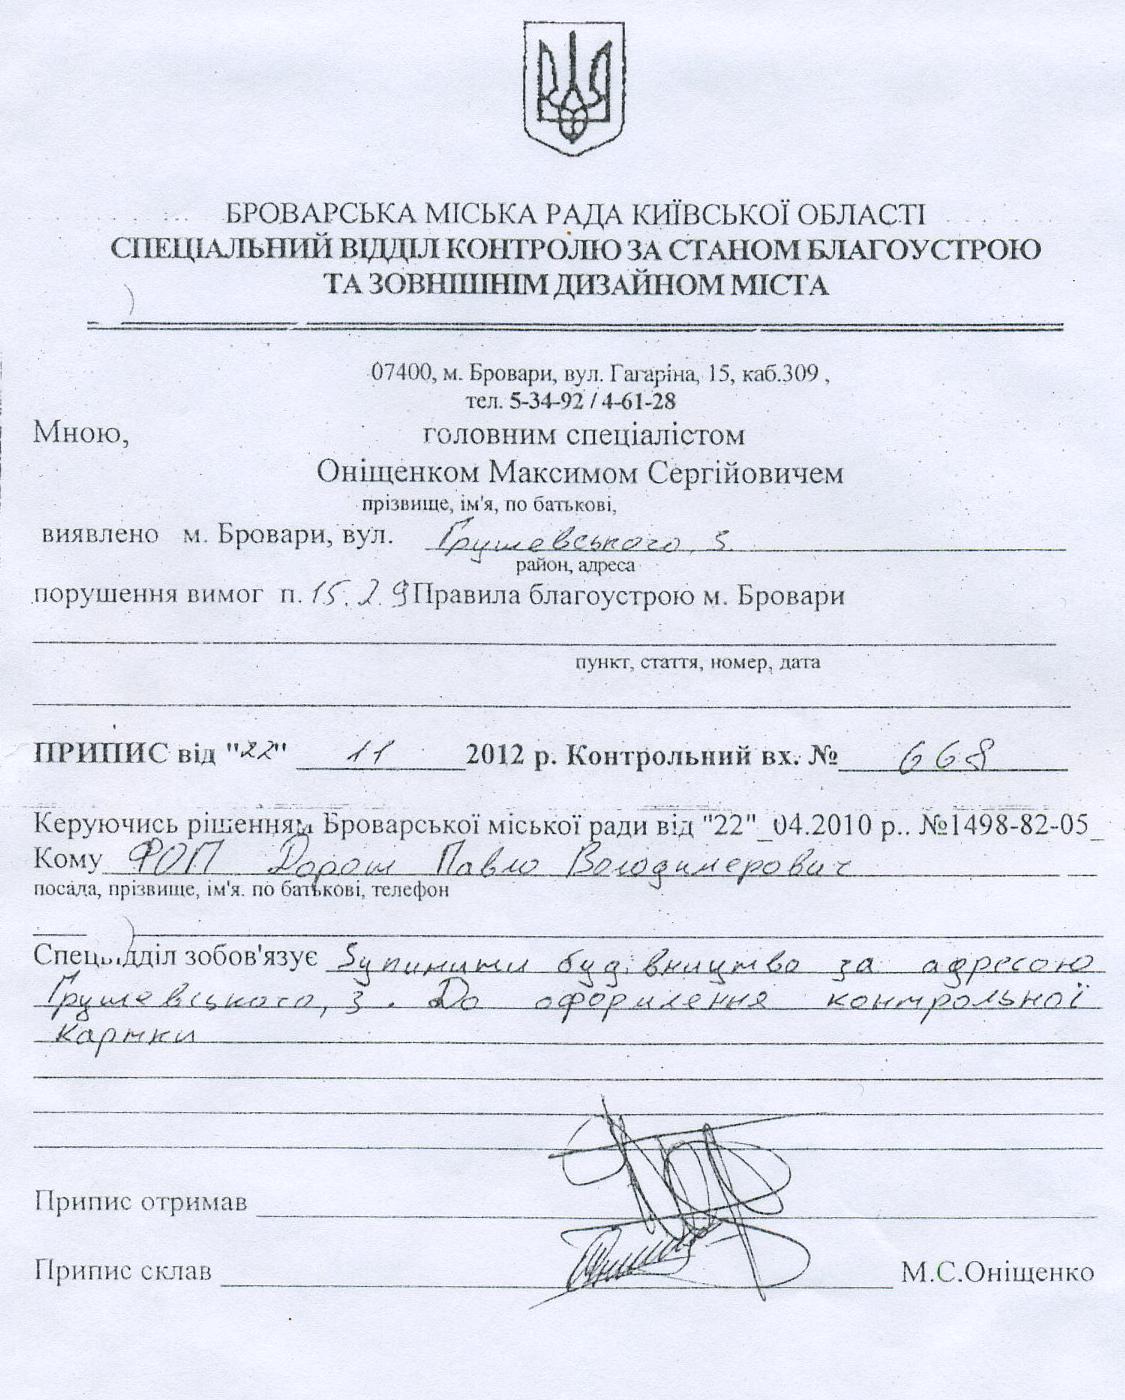 БРОВАРСЬКА МІСЬКА РАДА КИЇВСЬКОЇ ОБЛАСТІ
СПЕЦІАЛЬНИЙ ВІДДІЛ КОНТРОЛЮ ЗА СТАНОМ БЛАГОУСТРОЮ
ТА ЗОВНІШНІМ ДИЗАЙНОМ МІСТА
07400, м. Бровари, вул. Гагаріна, 15, каб.309 ,
тел. 5-34-92 / 4-61-28
Мною, головним спеціалістом
Оніщенком Максимом Сергійовичем
прізвище, ім'я, по батькові,
виявлено м. Бровари, вул. Грушевського, 3.
район, адреса
порушення вимог п. 15.2.9 Правила благоустрою м. Бровари
пункт, стаття, номер, дата
ПРИПИС від "22" 11 2012 р. Контрольний вх. № 668
Керуючись рішенням Броварської міської ради від "22"_04.2010 р.. №1498-82-05_
Кому ФОП Дорош Павло Володимерович
посада, прізвище, ім'я. по батькові, телефон
Спецвідділ зобов'язує Зупинити будівництво за адресою
Грушевського, 3. До оформлення контрольної
картки
Припис отримав
Припис склав М.С.Оніщенко